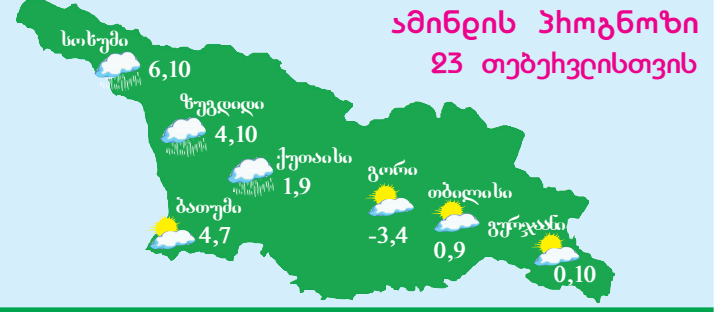 ამინდის პროგნოზი
23 თებერვლისთვის
სოხუმი
6,10
ზუგდიდი
4,10
ქუთაისი
1,9
გორი
-3,4
თბილისი
0,9
ბათუმი
4,7
გურჯაანი
0,10